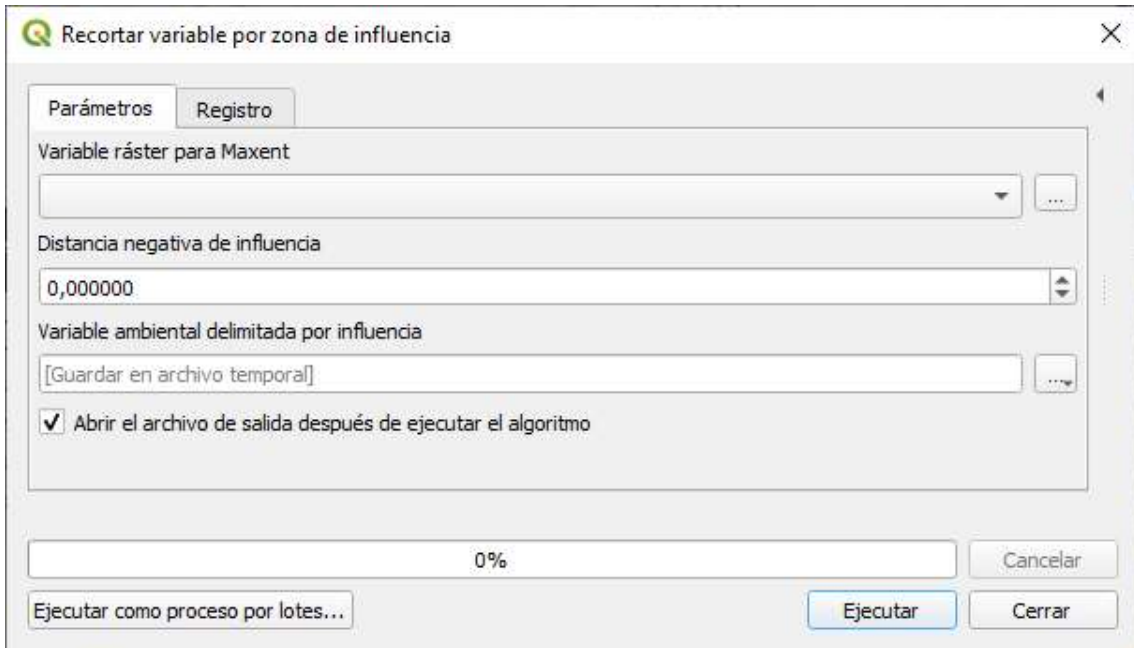 Recortar variable por zona de influencia
Parámetros Registro
Variable ráster para Maxent
...
Distancia negativa de influencia
0,000000
Variable ambiental delimitada por influencia
[Guardar en archivo temporal] ...
Abrir el archivo de salida después de ejecutar el algoritmo
0% Cancelar
Ejecutar como proceso por lotes... Ejecutar Cerrar